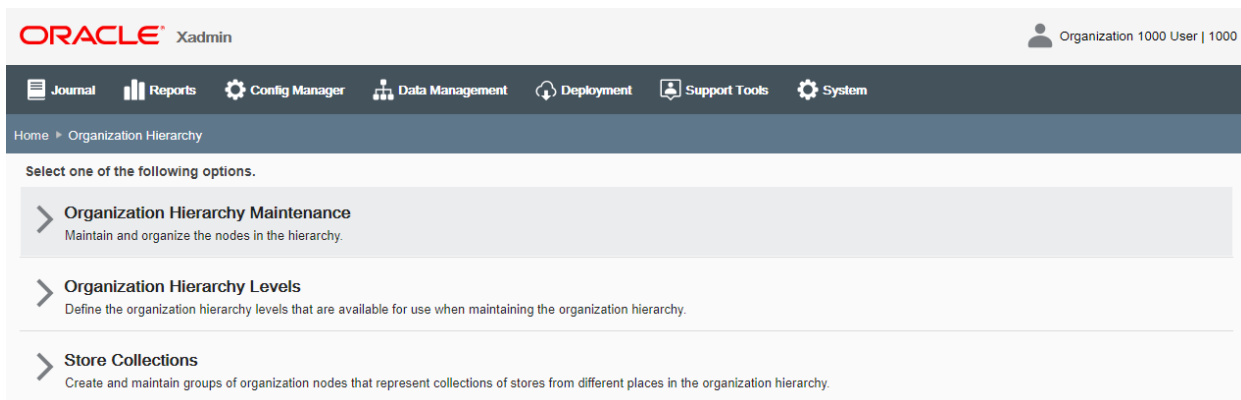 ORACLE® Xadmin
Organization 1000 User | 1000
Journal Reports Config Manager Data Management Deployment Support Tools System
Home Organization Hierarchy
Select one of the following options.
Organization Hierarchy Maintenance
Maintain and organize the nodes in the hierarchy.
Organization Hierarchy Levels
Define the organization hierarchy levels that are available for use when maintaining the organization hierarchy.
Store Collections
Create and maintain groups of organization nodes that represent collections of stores from different places in the organization hierarchy.